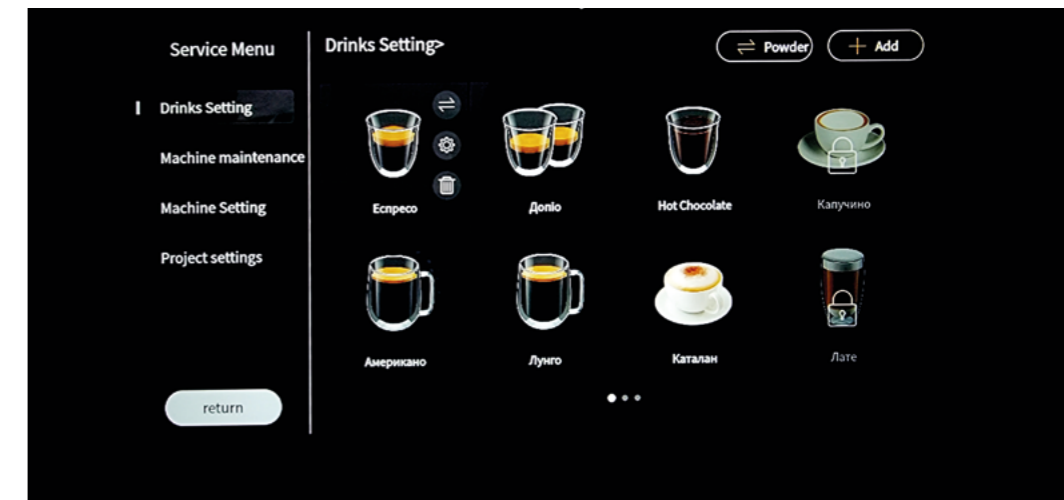 Service Menu
Drinks Setting
Machine maintenance
Machine Setting
Project settings
return
Drinks Setting>
Powder
Add
Еспресо
Допіо
Hot Chocolate
Капучино
Американо
Лунго
Каталан
Лате